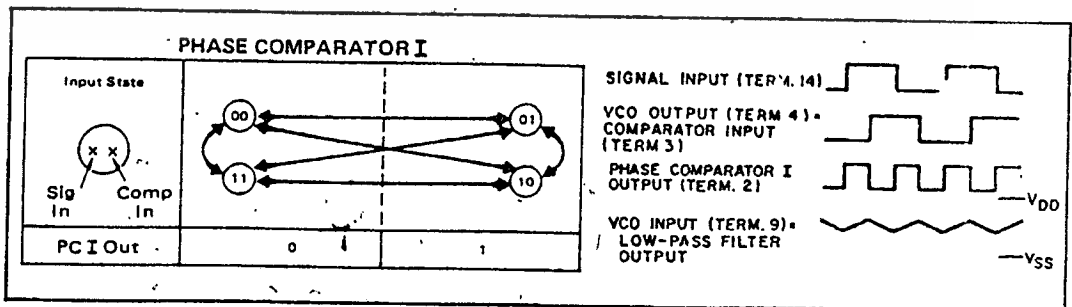 PHASE COMPARATOR I
Input State
x x
Sig In
Comp In
00
01
11
10
PC I Out
0
1
SIGNAL INPUT (TERM. 14)
VCO OUTPUT (TERM 4) =
COMPARATOR INPUT
(TERM 3)
PHASE COMPARATOR I
OUTPUT (TERM. 2)
VDD
VCO INPUT (TERM. 9) =
LOW-PASS FILTER
OUTPUT
VSS